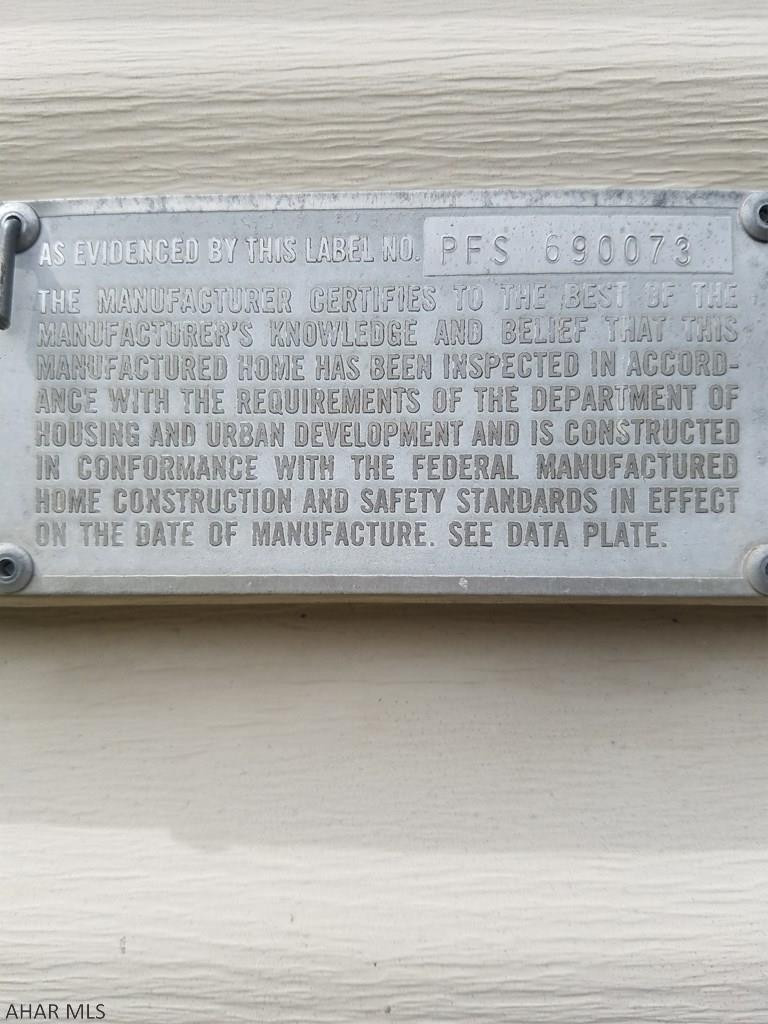 AS EVIDENCED BY THIS LABEL NO. PFS 690073
THE MANUFACTURER CERTIFIES TO THE BEST OF THE
MANUFACTURER'S KNOWLEDGE AND BELIEF THAT THIS
MANUFACTURED HOME HAS BEEN INSPECTED IN ACCORD-
ANCE WITH THE REQUIREMENTS OF THE DEPARTMENT OF
HOUSING AND URBAN DEVELOPMENT AND IS CONSTRUCTED
IN CONFORMANCE WITH THE FEDERAL MANUFACTURED
HOME CONSTRUCTION AND SAFETY STANDARDS IN EFFECT
ON THE DATE OF MANUFACTURE. SEE DATA PLATE.
AHAR MLS